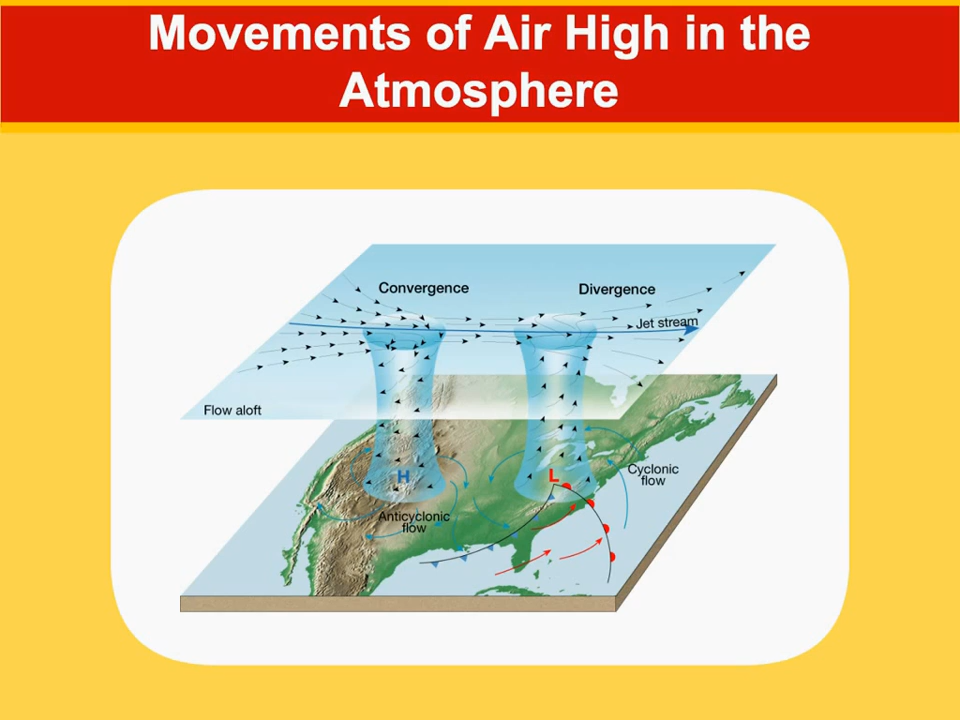 Movements of Air High in the
Atmosphere
Convergence
Divergence
Jet stream
Flow aloft
H
L
Cyclonic
flow
Anticyclonic
flow